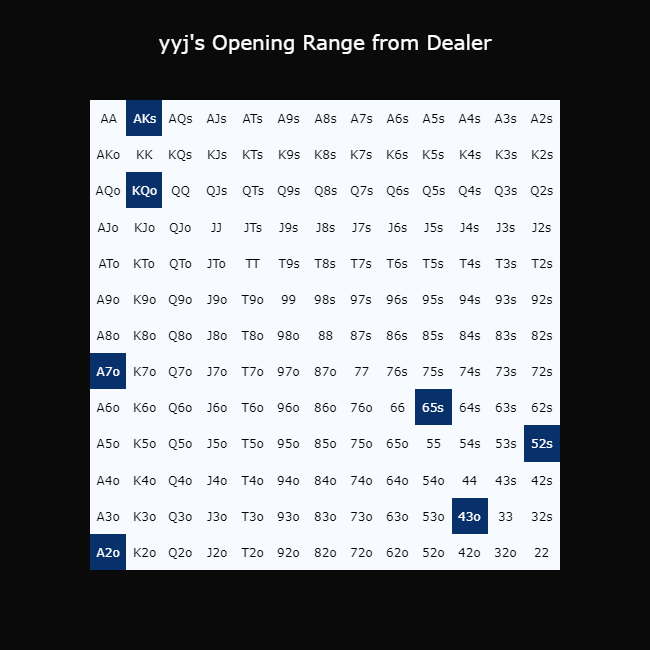 yyj's Opening Range from Dealer
AA AKs AQs AJs ATs A9s A8s A7s A6s A5s A4s A3s A2s
AKo KK KQs KJs KTs K9s K8s K7s K6s K5s K4s K3s K2s
AQo KQo QQ QJs QTs Q9s Q8s Q7s Q6s Q5s Q4s Q3s Q2s
AJo KJo QJo JJ JTs J9s J8s J7s J6s J5s J4s J3s J2s
ATo KTo QTo JTo TT T9s T8s T7s T6s T5s T4s T3s T2s
A9o K9o Q9o J9o T9o 99 98s 97s 96s 95s 94s 93s 92s
A8o K8o Q8o J8o T8o 98o 88 87s 86s 85s 84s 83s 82s
A7o K7o Q7o J7o T7o 97o 87o 77 76s 75s 74s 73s 72s
A6o K6o Q6o J6o T6o 96o 86o 76o 66 65s 64s 63s 62s
A5o K5o Q5o J5o T5o 95o 85o 75o 65o 55 54s 53s 52s
A4o K4o Q4o J4o T4o 94o 84o 74o 64o 54o 44 43s 42s
A3o K3o Q3o J3o T3o 93o 83o 73o 63o 53o 43o 33 32s
A2o K2o Q2o J2o T2o 92o 82o 72o 62o 52o 42o 32o 22